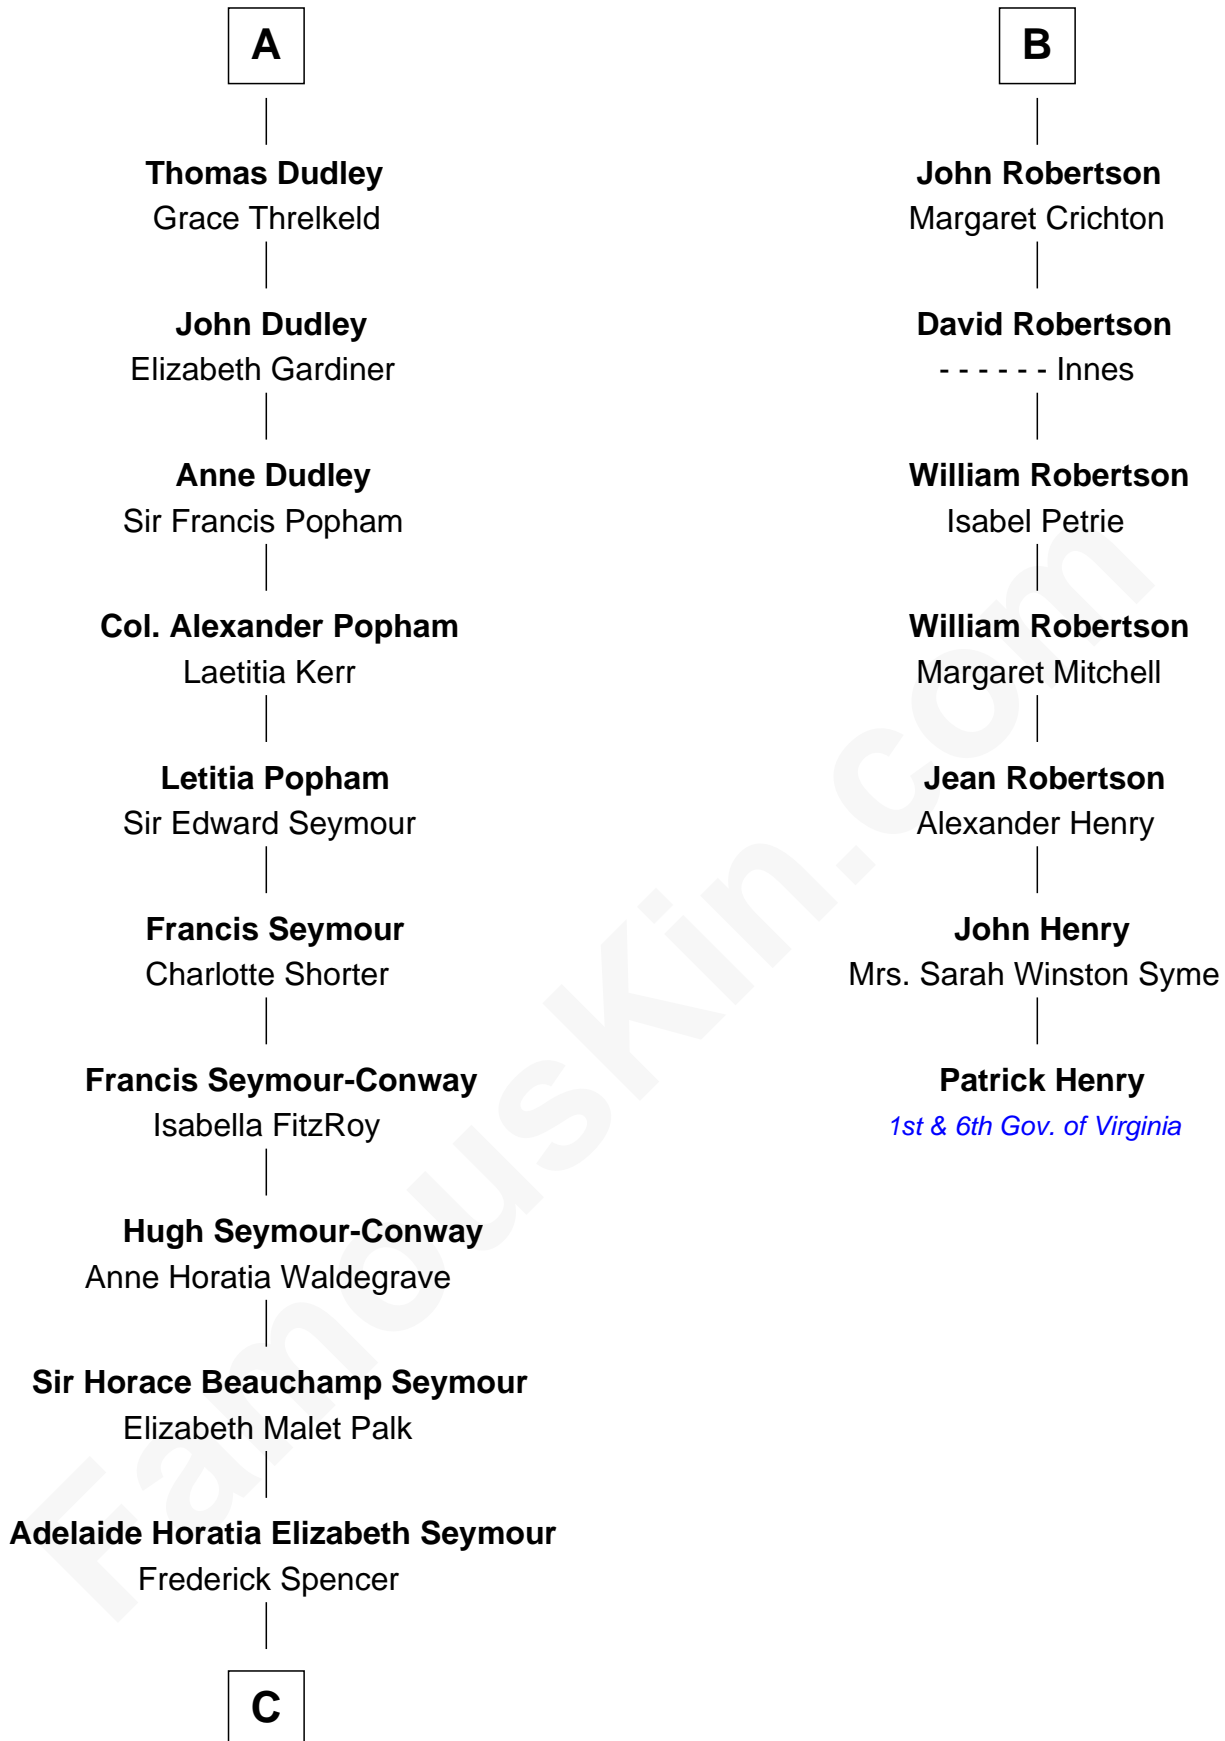 A
Thomas Dudley
Grace Threlkeld
John Dudley
Elizabeth Gardiner
Anne Dudley
Sir Francis Popham
Col. Alexander Popham
Laetitia Kerr
Letitia Popham
Sir Edward Seymour
Francis Seymour
Charlotte Shorter
Francis Seymour-Conway
Isabella FitzRoy
Hugh Seymour-Conway
Anne Horatia Waldegrave
Sir Horace Beauchamp Seymour
Elizabeth Malet Palk
Adelaide Horatia Elizabeth Seymour
Frederick Spencer
C
B
John Robertson
Margaret Crichton
David Robertson
- - - - - - Innes
William Robertson
Isabel Petrie
William Robertson
Margaret Mitchell
Jean Robertson
Alexander Henry
John Henry
Mrs. Sarah Winston Syme
Patrick Henry
1st & 6th Gov. of Virginia
FamousKin.com